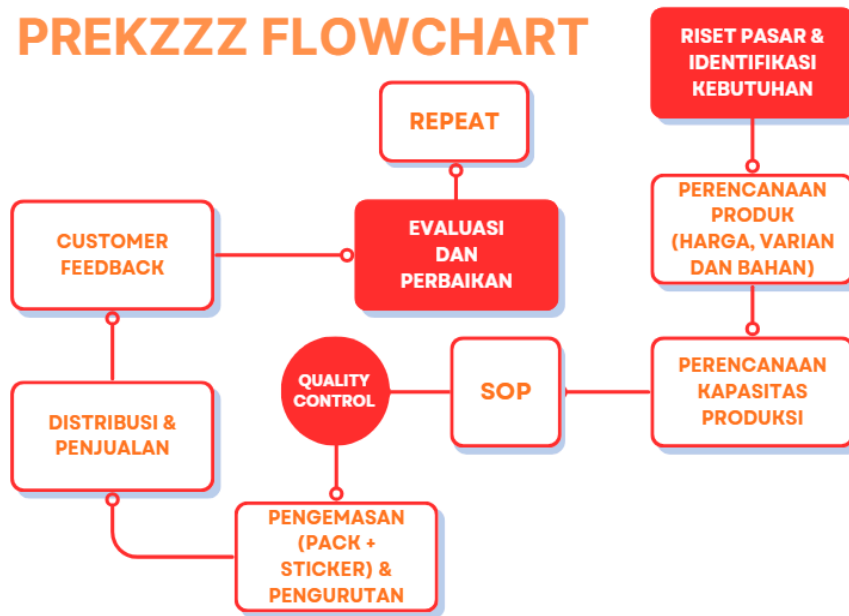 PREKZZZ FLOWCHART
RISET PASAR &
IDENTIFIKASI
KEBUTUHAN
PERENCANAAN
PRODUK
(HARGA, VARIAN
DAN BAHAN)
PERENCANAAN
KAPASITAS
PRODUKSI
SOP
QUALITY
CONTROL
PENGEMASAN
(PACK +
STICKER) &
PENGURUTAN
DISTRIBUSI &
PENJUALAN
CUSTOMER
FEEDBACK
EVALUASI
DAN
PERBAIKAN
REPEAT